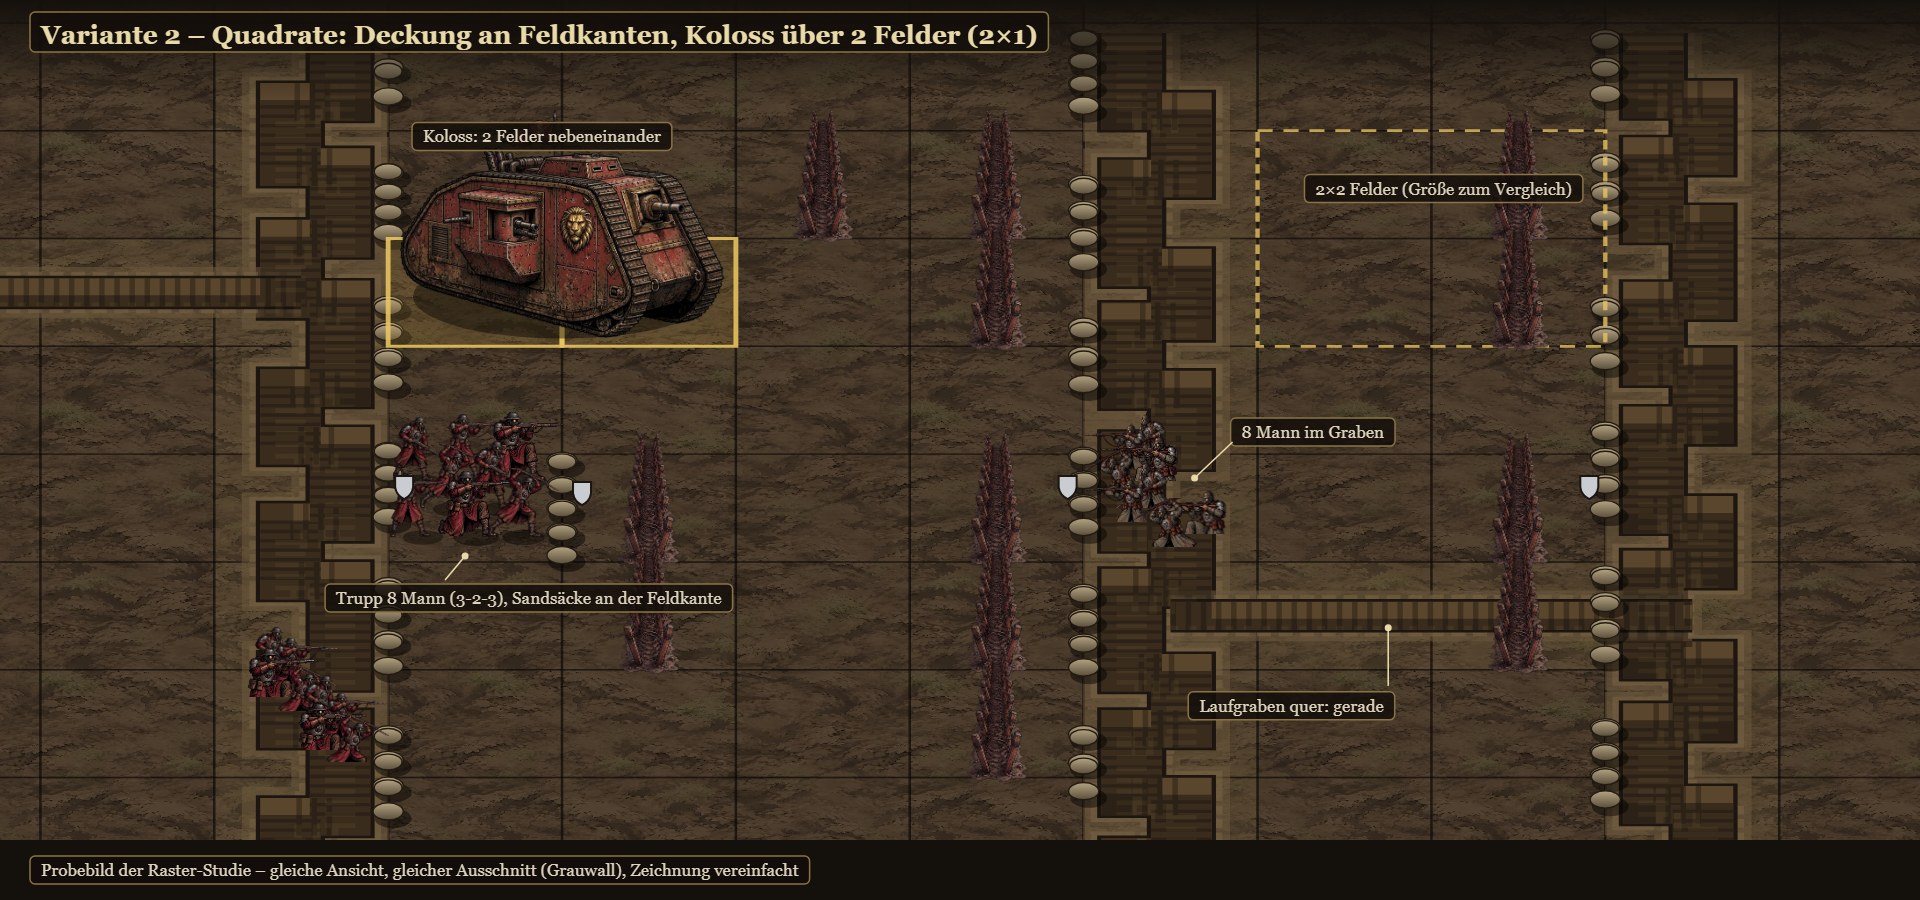 Variante 2 – Quadrate: Deckung an Feldkanten, Koloss über 2 Felder (2×1)
Koloss: 2 Felder nebeneinander
2×2 Felder (Größe zum Vergleich)
8 Mann im Graben
Trupp 8 Mann (3-2-3), Sandsäcke an der Feldkante
Laufgraben quer: gerade
Probebild der Raster-Studie – gleiche Ansicht, gleicher Ausschnitt (Grauwall), Zeichnung vereinfacht